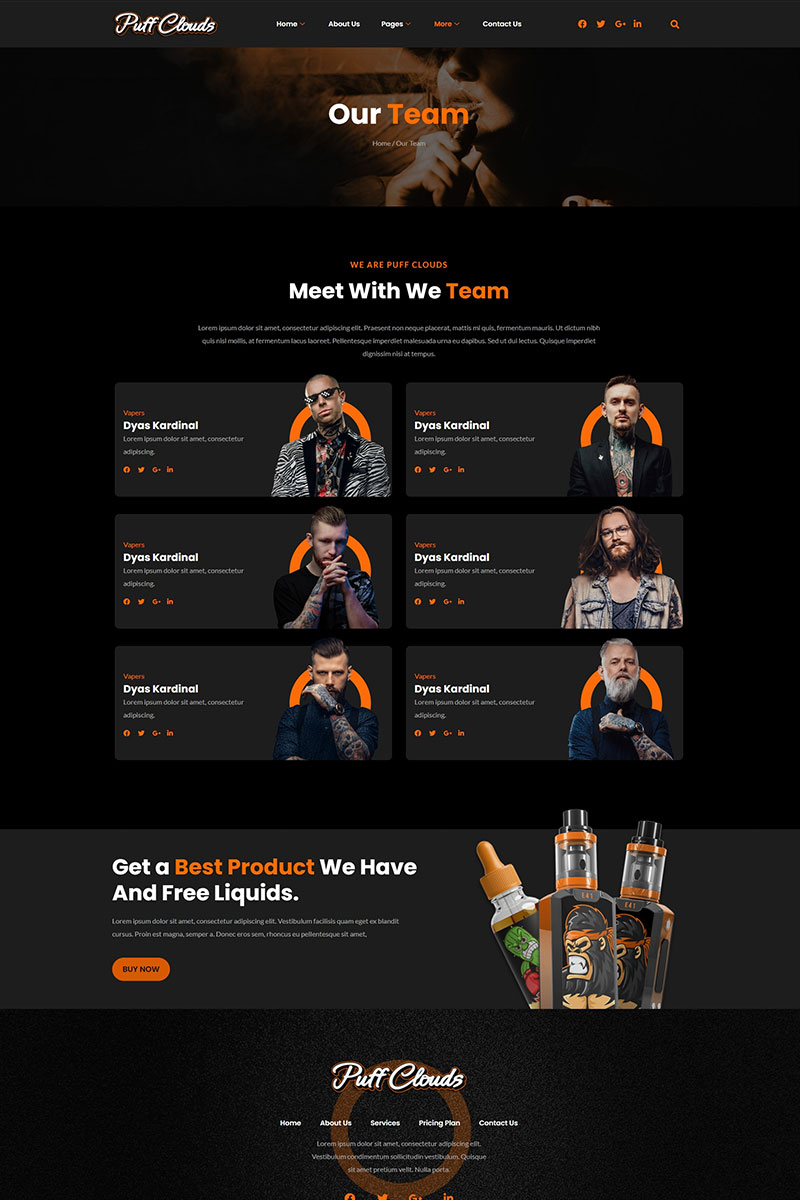 Puff Clouds
Home About Us Pages More Contact Us
Our Team
Home / Our Team
WE ARE PUFF CLOUDS
Meet With We Team
Lorem ipsum dolor sit amet, consectetur adipiscing elit. Praesent non neque placerat, mattis mi quis, fermentum mauris. Ut dictum nibh
quis nisl mollis, at fermentum lacus laoreet. Pellentesque imperdiet malesuada urna eu dapibus. Sed ut dui lectus. Quisque imperdiet
dignissim nisi at tempus.
Vapers
Dyas Kardinal
Lorem ipsum dolor sit amet, consectetur
adipiscing.
Vapers
Dyas Kardinal
Lorem ipsum dolor sit amet, consectetur
adipiscing.
Vapers
Dyas Kardinal
Lorem ipsum dolor sit amet, consectetur
adipiscing.
Vapers
Dyas Kardinal
Lorem ipsum dolor sit amet, consectetur
adipiscing.
Vapers
Dyas Kardinal
Lorem ipsum dolor sit amet, consectetur
adipiscing.
Vapers
Dyas Kardinal
Lorem ipsum dolor sit amet, consectetur
adipiscing.
Get a Best Product We Have
And Free Liquids.
Lorem ipsum dolor sit amet, consectetur adipiscing elit. Vestibulum facilisis quam eget ex blandit
cursus. Proin est magna, semper a. Donec eros sem, rhoncus eu pellentesque sit amet,
BUY NOW
Puff Clouds
Home About Us Services Pricing Plan Contact Us
Lorem ipsum dolor sit amet, consectetur adipiscing elit.
Vestibulum condimentum sollicitudin vestibulum. Quisque
sit amet pretium velit. Nulla porta